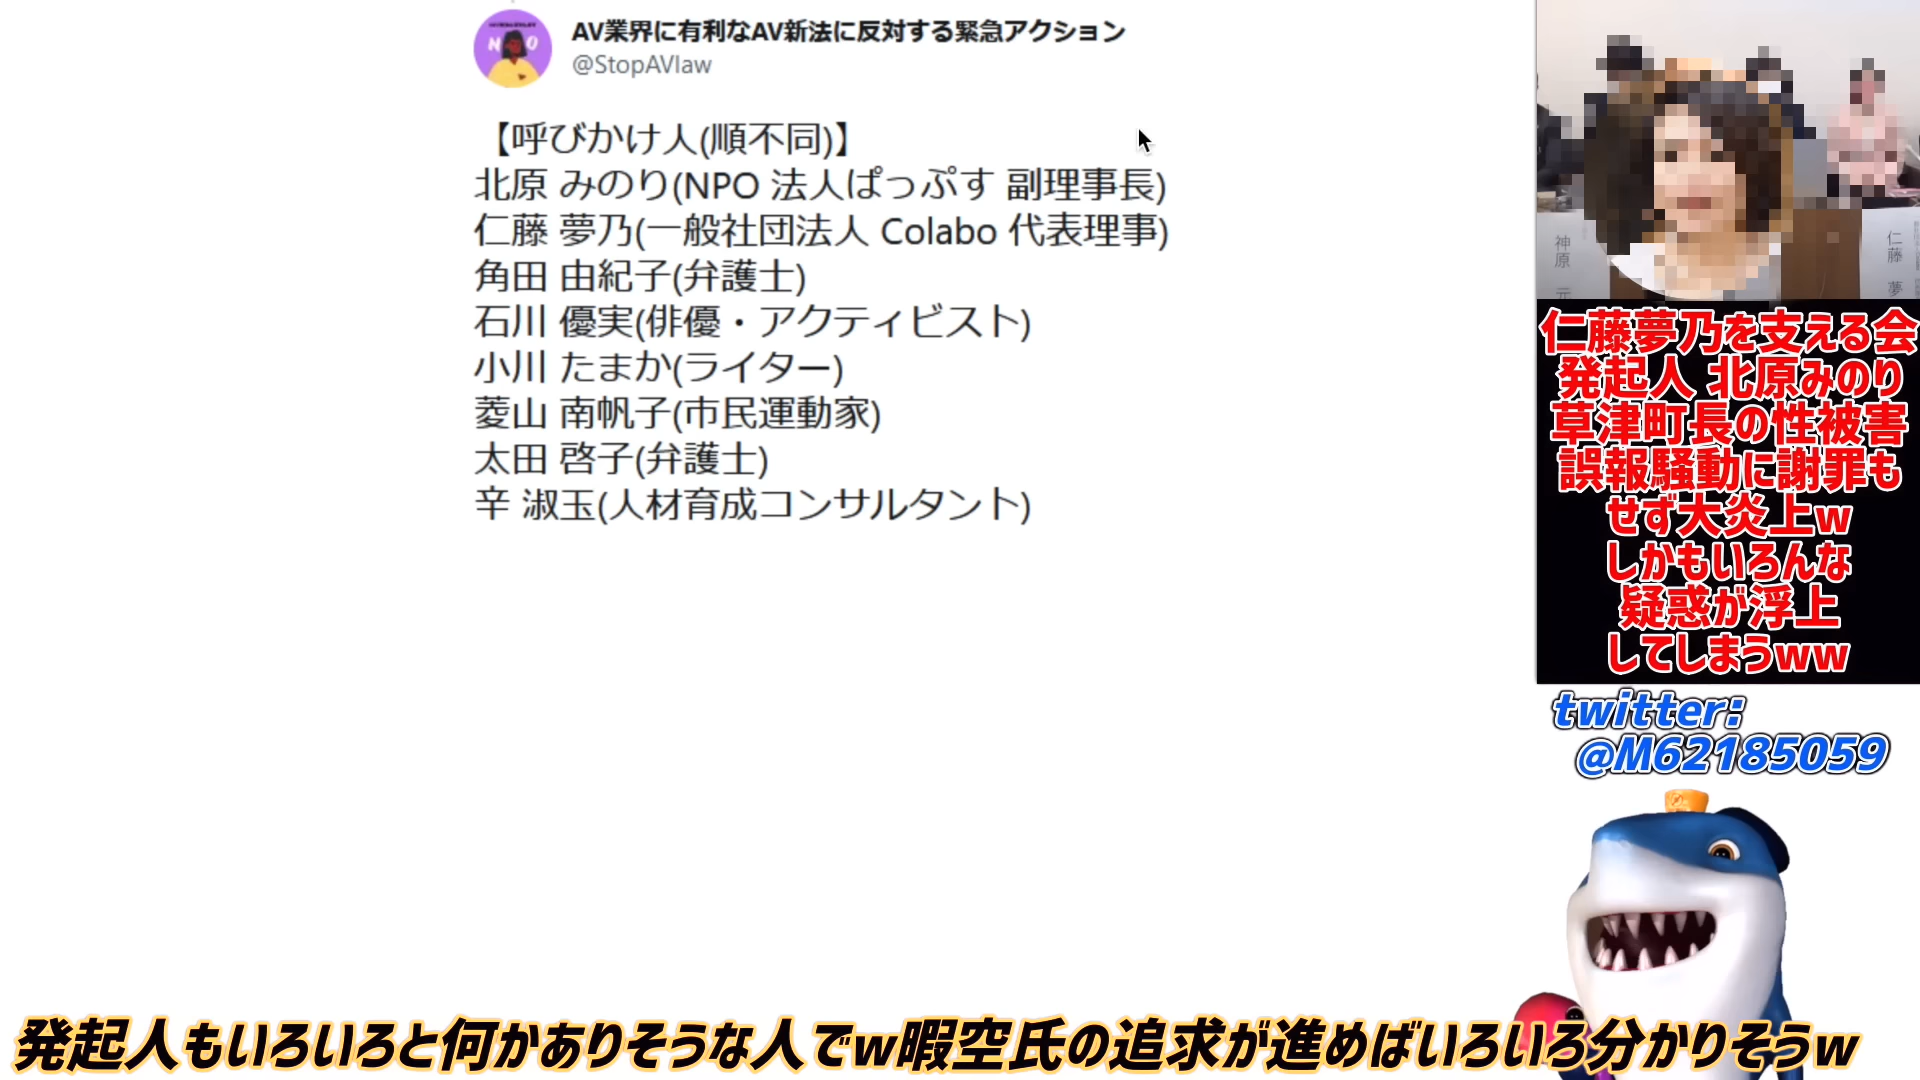 AV業界に有利なAV新法に反対する緊急アクション
@StopAVlaw
【呼びかけ人(順不同)】
北原 みのり(NPO 法人ぱっぷす 副理事長)
仁藤 夢乃(一般社団法人 Colabo 代表理事)
角田 由紀子(弁護士)
石川 優実(俳優・アクティビスト)
小川 たまか(ライター)
菱山 南帆子(市民運動家)
太田 啓子(弁護士)
辛 淑玉(人材育成コンサルタント)
神原 元
仁藤 夢
仁藤夢乃を支える会
発起人 北原みのり
草津町長の性被害
誤報騒動に謝罪も
せず大炎上w
しかもいろんな
疑惑が浮上
してしまうww
twitter:
@M62185059
発起人もいろいろと何かありそうな人でw暇空氏の追求が進めばいろいろ分かりそうw